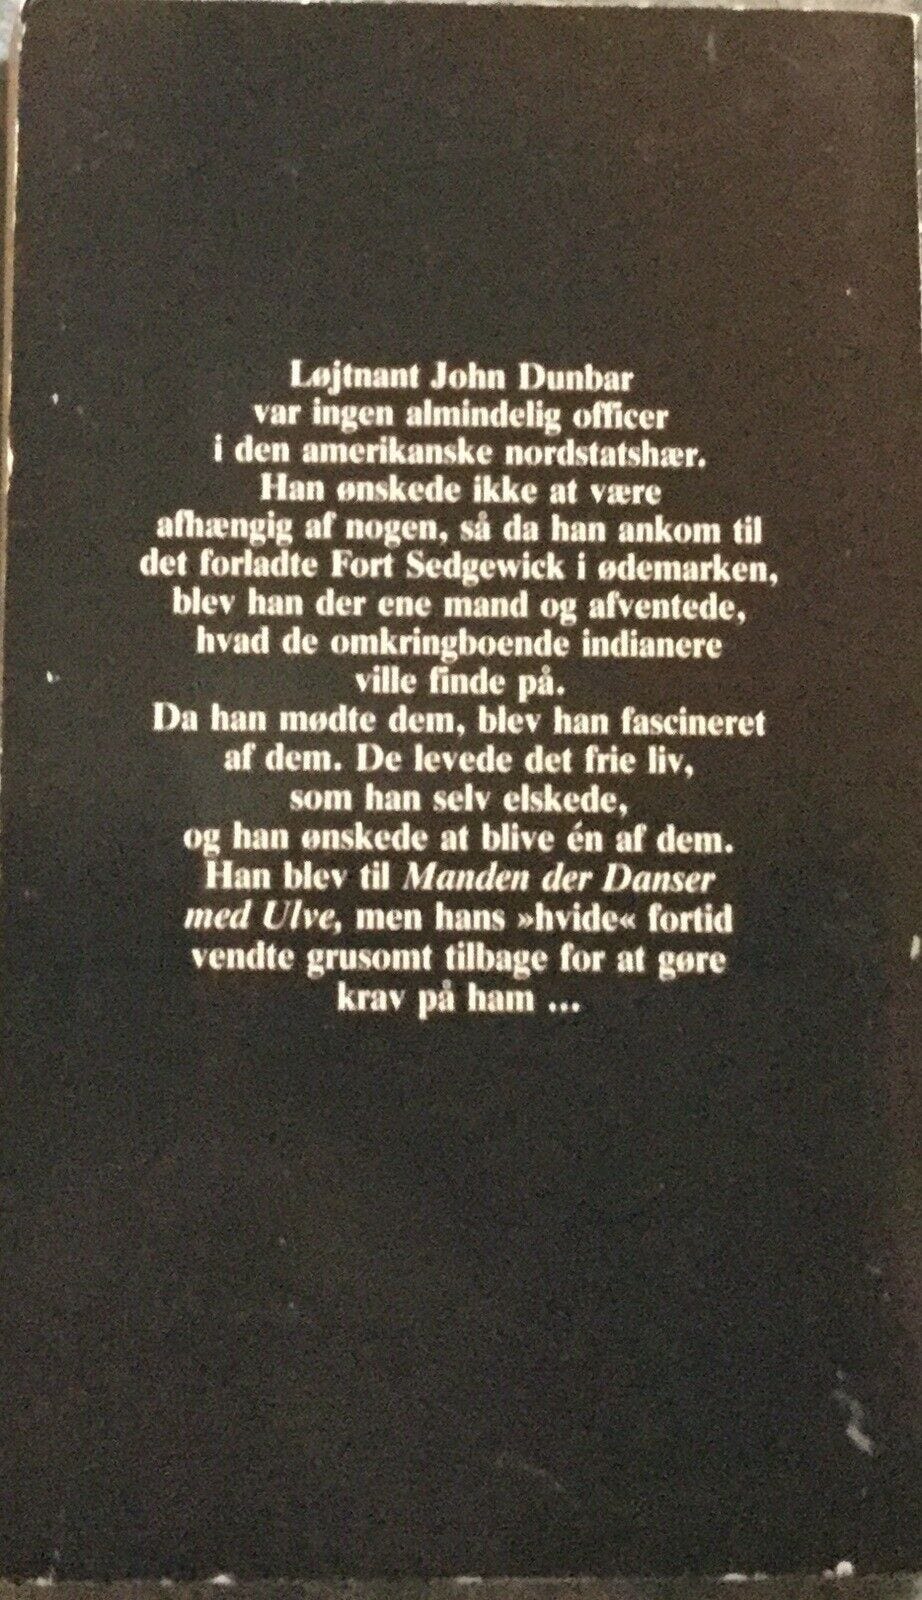 Løjtnant John Dunbar
var ingen almindelig officer
i den amerikanske nordstatshær.
Han ønskede ikke at være
afhængig af nogen, så da han ankom til
det forladte Fort Sedgewick i ødemarken,
blev han der ene mand og afventede,
hvad de omkringboende indianere
ville finde på.
Da han mødte dem, blev han fascineret
af dem. De levede det frie liv,
som han selv elskede,
og han ønskede at blive én af dem.
Han blev til Manden der Danser
med Ulve, men hans »hvide« fortid
vendte grusomt tilbage for at gøre
krav på ham ...